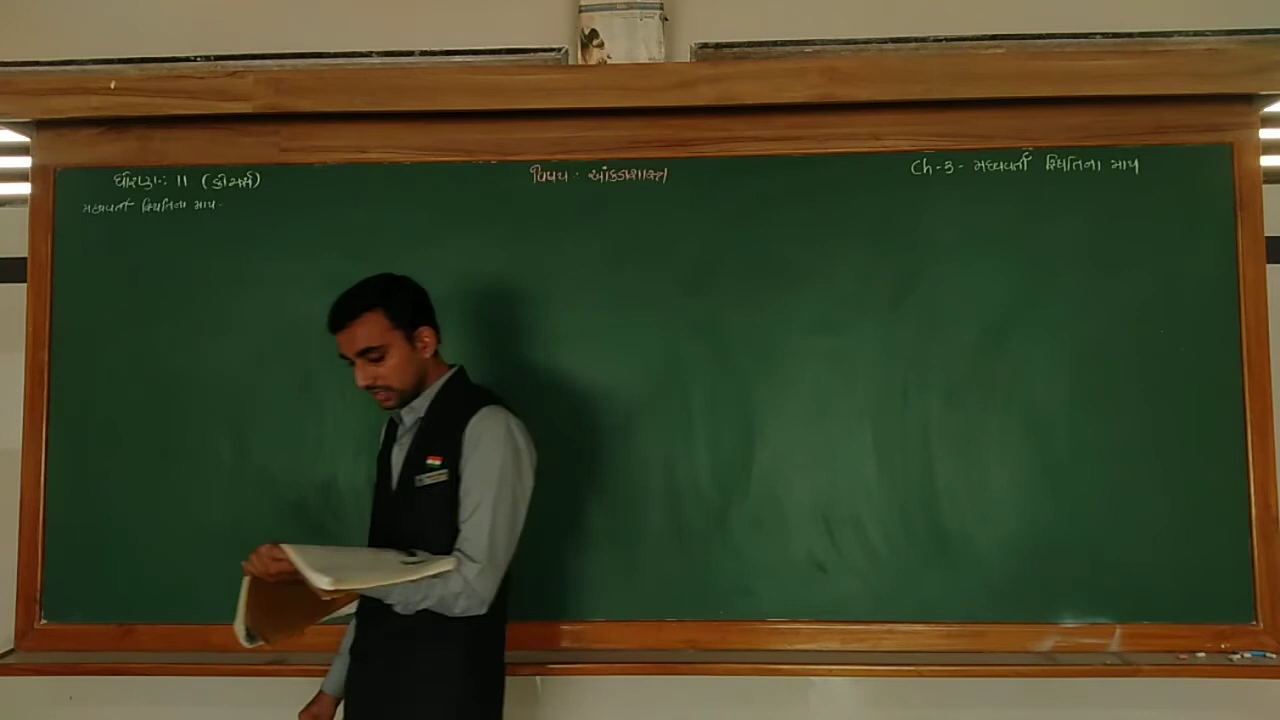 ધોરણ: 11 (કોમર્સ)
વિષય: આંકડાશાસ્ત્ર
Ch-3- મધ્યવર્તી સ્થિતિના માપ
મધ્યવર્તી સ્થિતિના માપ-